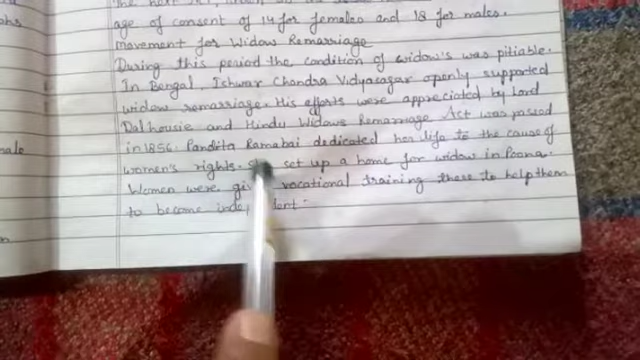 age of consent of 14 for females and 18 for males.
Movement for Widow Remarriage
During this period the condition of widow's was pitiable.
In Bengal, Ishwar Chandra Vidyasagar openly supported
widow remarriage. His efforts were appreciated by Lord
Dalhousie and Hindu Widows Remarriage Act was passed
in 1856. Pandita Ramabai dedicated her life to the cause of
women's rights. set up a home for widow in Poona.
Women were vocational training there to help them
to become